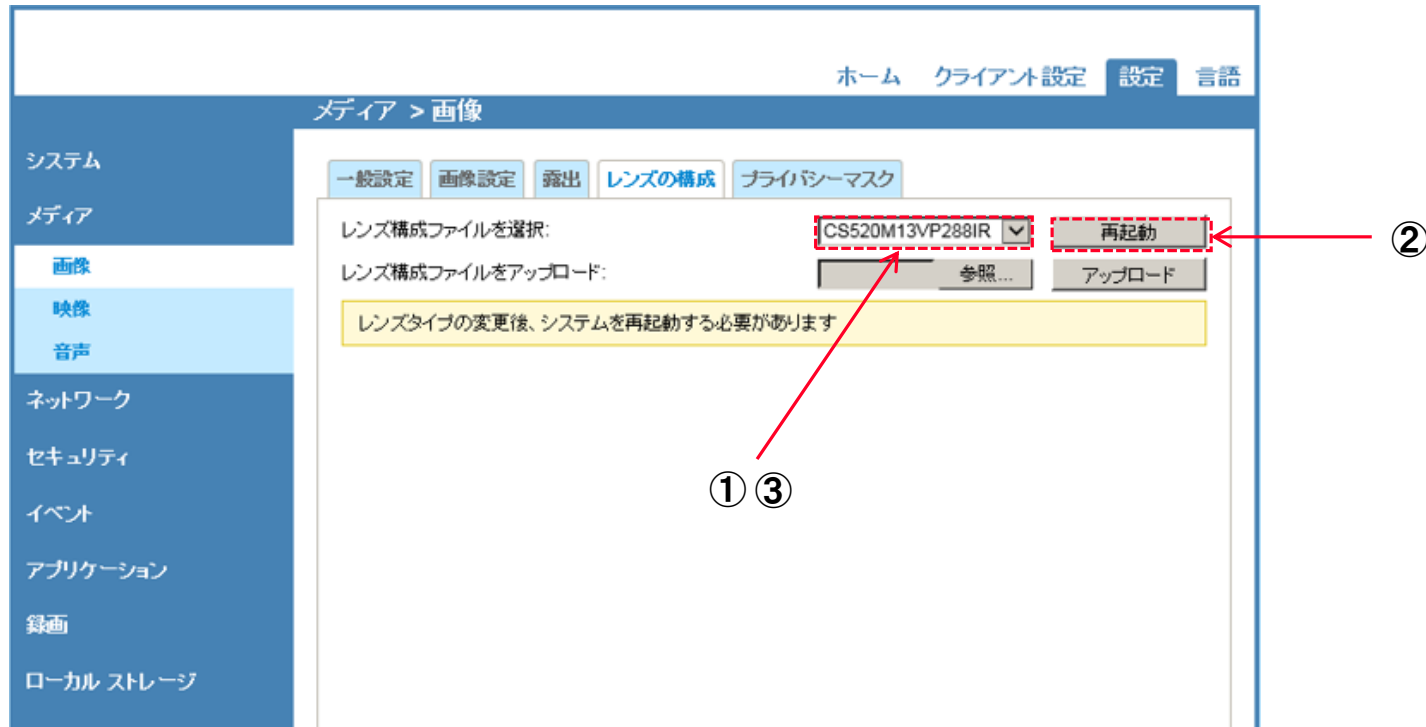 ホーム クライアント設定 設定 言語
メディア > 画像
システム
メディア
画像
映像
音声
ネットワーク
セキュリティ
イベント
アプリケーション
録画
ローカル ストレージ
一般設定 画像設定 露出 レンズの構成 プライバシーマスク
レンズ構成ファイルを選択: CS520M13VP288IR 再起動 ②
レンズ構成ファイルをアップロード: 参照... アップロード
レンズタイプの変更後、システムを再起動する必要があります
① ③